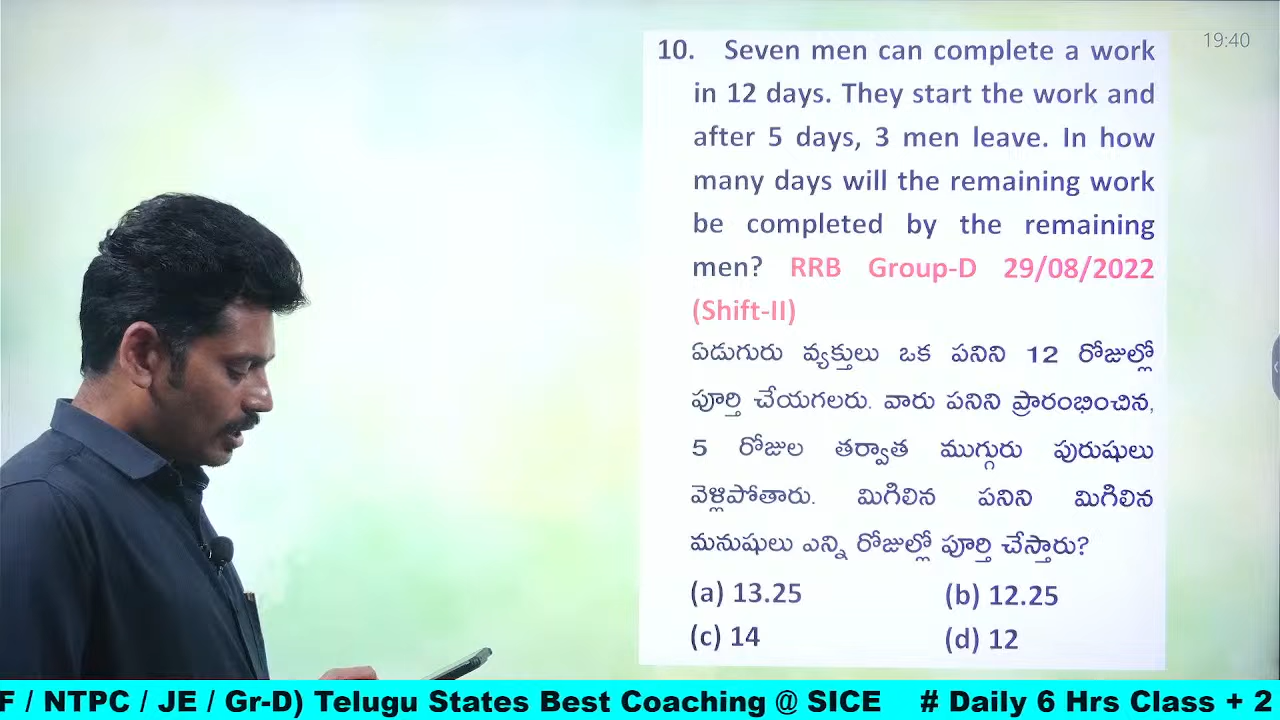 19:40
10. Seven men can complete a work
in 12 days. They start the work and
after 5 days, 3 men leave. In how
many days will the remaining work
be completed by the remaining
men? RRB Group-D 29/08/2022
(Shift-II)
ఏడుగురు వ్యక్తులు ఒక పనిని 12 రోజుల్లో
పూర్తి చేయగలరు. వారు పనిని ప్రారంభించిన,
5 రోజుల తర్వాత ముగ్గురు పురుషులు
వెళ్లిపోతారు. మిగిలిన పనిని మిగిలిన
మనుషులు ఎన్ని రోజుల్లో పూర్తి చేస్తారు?
(a) 13.25 (b) 12.25
(c) 14 (d) 12
F / NTPC / JE / Gr-D) Telugu States Best Coaching @ SICE # Daily 6 Hrs Class + 2